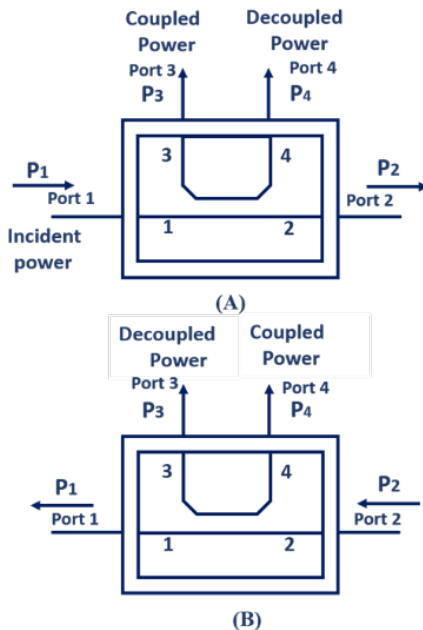 Coupled Decoupled
Power Power
Port 3 Port 4
P3 P4
3 4
P1 P2
Port 1 Port 2
1 2
Incident
power
(A)
Decoupled Coupled
Power Power
Port 3 Port 4
P3 P4
3 4
P1 P2
Port 1 Port 2
1 2
(B)